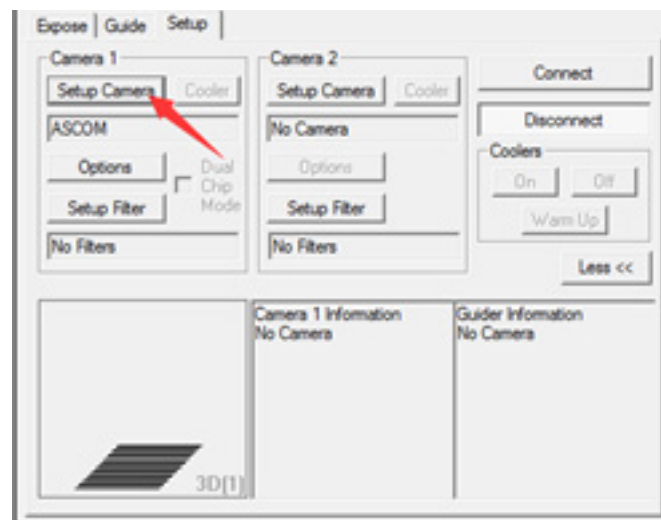 Expose Guide Setup
Camera 1
Setup Camera Cooler
ASCOM
Options
Dual Chip Mode
Setup Filter
No Filters
Camera 2
Setup Camera Cooler
No Camera
Options
Setup Filter
No Filters
Connect
Disconnect
Coolers
On Off
Warm Up
Less <<
3D[1]
Camera 1 Information
No Camera
Guider Information
No Camera